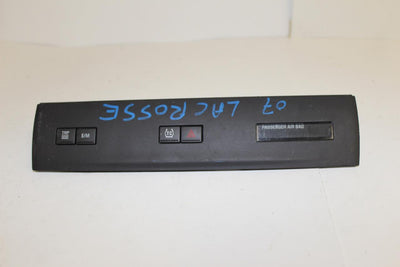 07 LACROSSE
E/M
PASSENGER AIR BAG